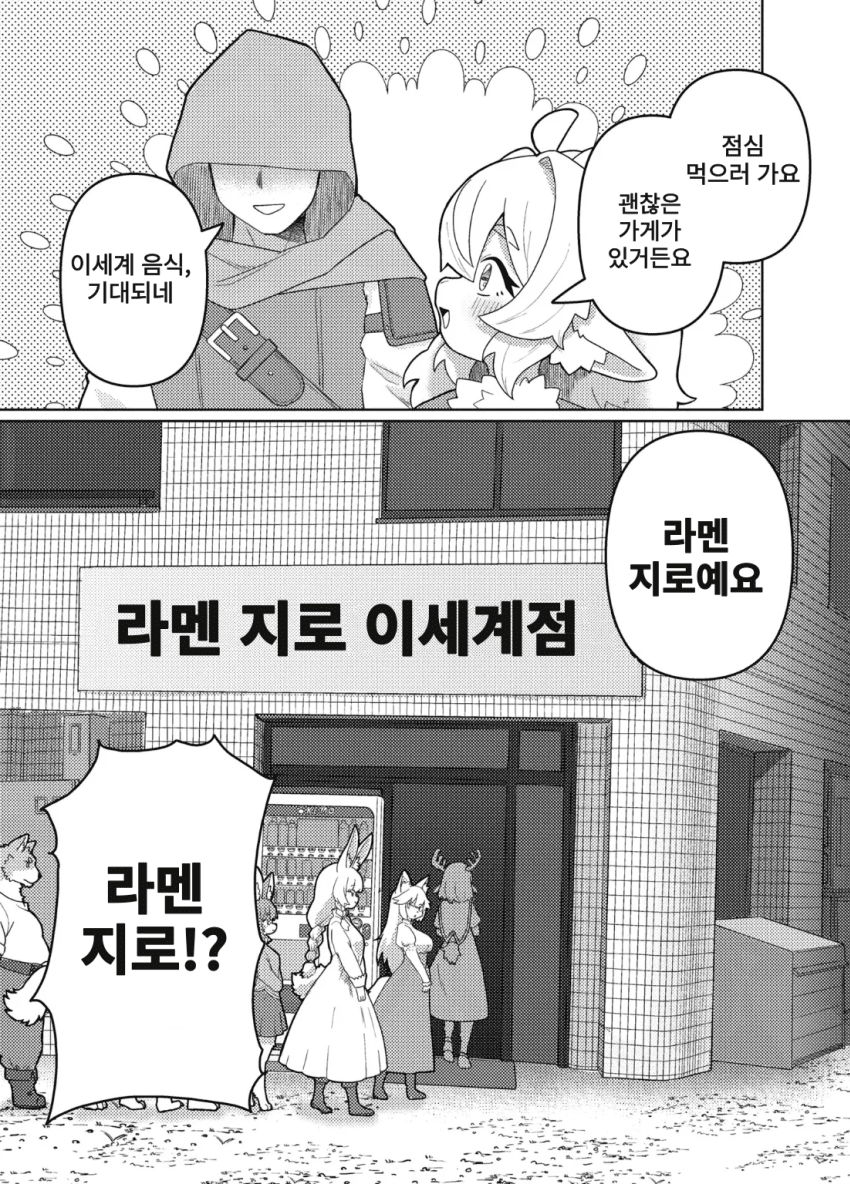 점심
먹으러 가요
괜찮은
가게가
있거든요
이세계 음식,
기대되네
라멘
지로예요
라멘 지로 이세계점
라멘
지로!?